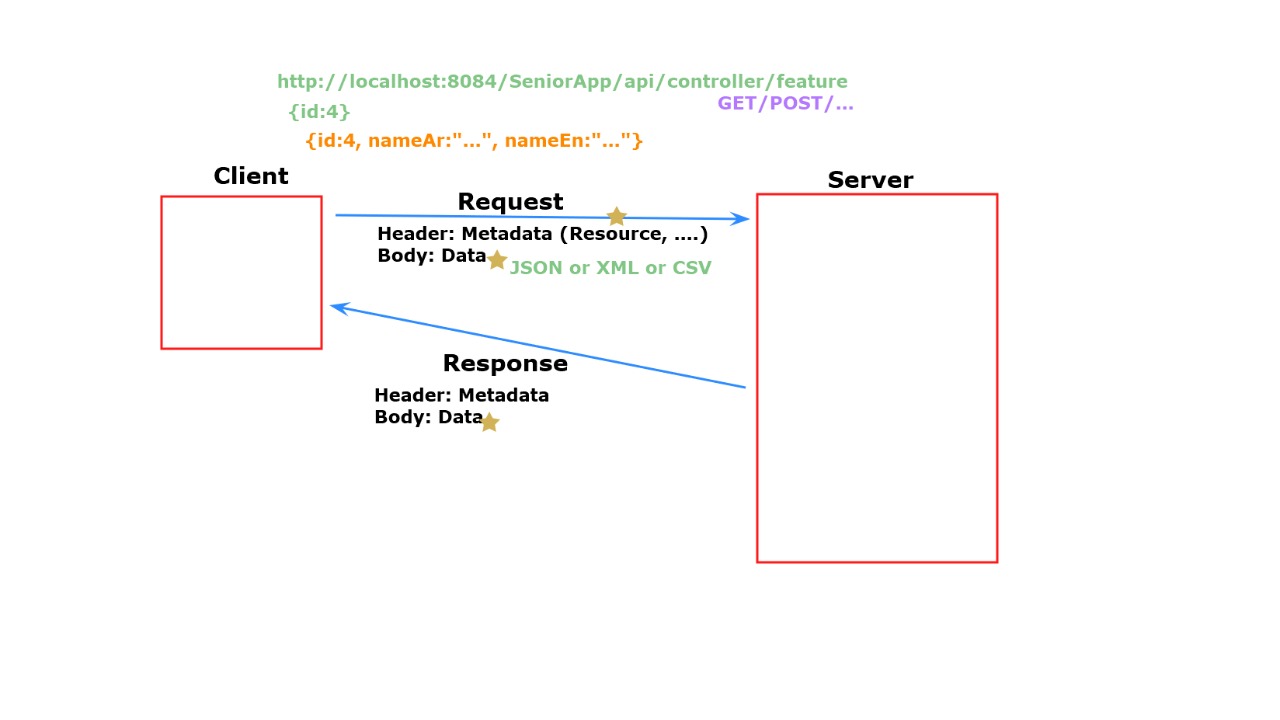 http://localhost:8084/SeniorApp/api/controller/feature
GET/POST/...
{id:4}
{id:4, nameAr:"...", nameEn:"..."}
Client
Server
Request
Header: Metadata (Resource, ....)
Body: Data
JSON or XML or CSV
Response
Header: Metadata
Body: Data